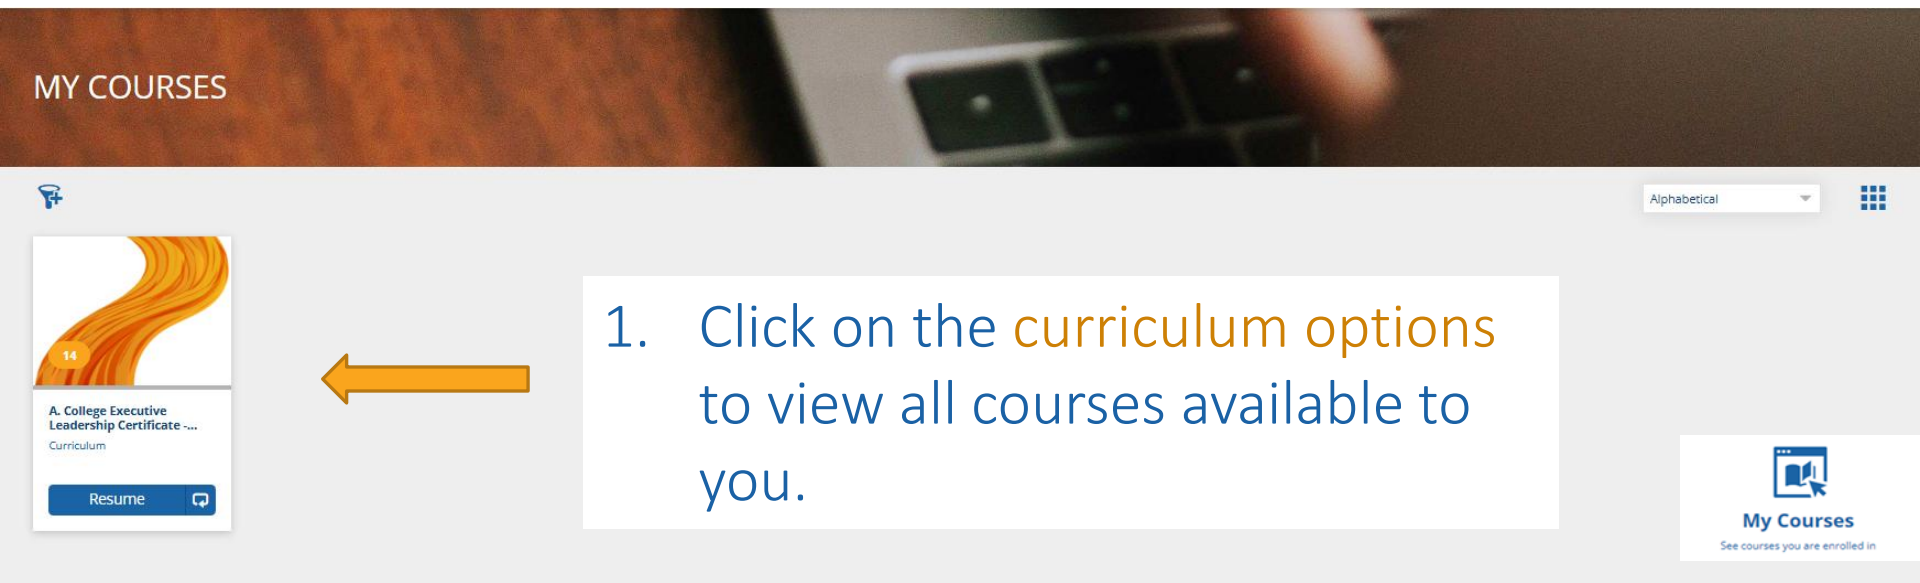 MY COURSES
Alphabetical
14
A. College Executive
Leadership Certificate -...
Curriculum
Resume
1. Click on the curriculum options
to view all courses available to
you.
My Courses
See courses you are enrolled in